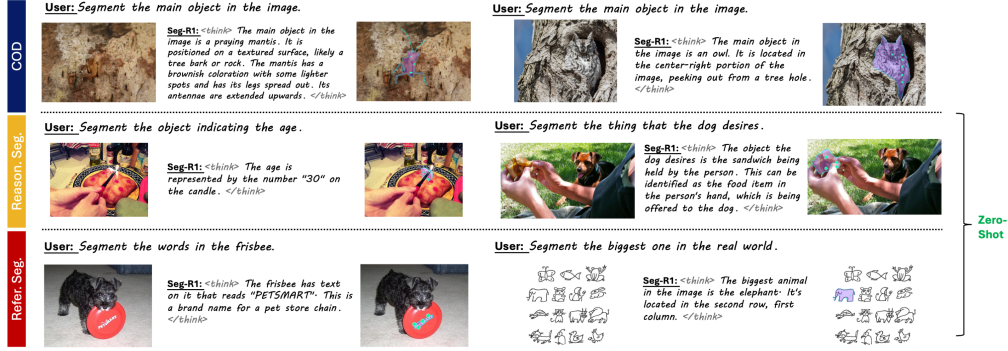 COD
User: Segment the main object in the image.
Seg-R1: <think> The main object in the
image is a praying mantis. It is
positioned on a textured surface, likely a
tree bark or rock. The mantis has a
brownish coloration with some lighter
spots and has its legs spread out. Its
antennae are extended upwards. </think>
User: Segment the main object in the image.
Seg-R1: <think> The main object in
the image is an owl. It is located
in the center-right portion of the
image, peeking out from a tree hole.
</think>
Reason. Seg.
User: Segment the object indicating the age.
Seg-R1: <think> The age is
represented by the number "30" on
the candle. </think>
User: Segment the thing that the dog desires.
Seg-R1: <think> The object the
dog desires is the sandwich being
held by the person. This can be
identified as the food item in
the person's hand, which is being
offered to the dog. </think>
Refer. Seg.
User: Segment the words in the frisbee.
Seg-R1: <think> The frisbee has text
on it that reads "PETSMART". This is
a brand name for a pet store chain.
</think>
User: Segment the biggest one in the real world.
Seg-R1: <think> The biggest animal
in the image is the elephant. It's
located in the second row, first
column. </think>
Zero-
Shot